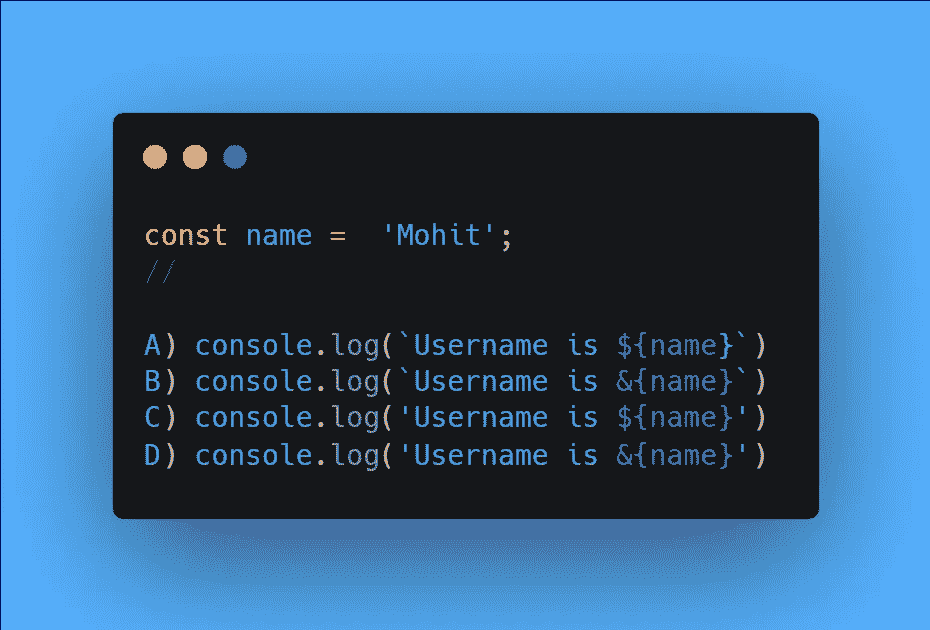 const name =  'Mohit';
//
A) console.log(`Username is ${name}`)
B) console.log(`Username is &{name}`)
C) console.log('Username is ${name}')
D) console.log('Username is &{name}')